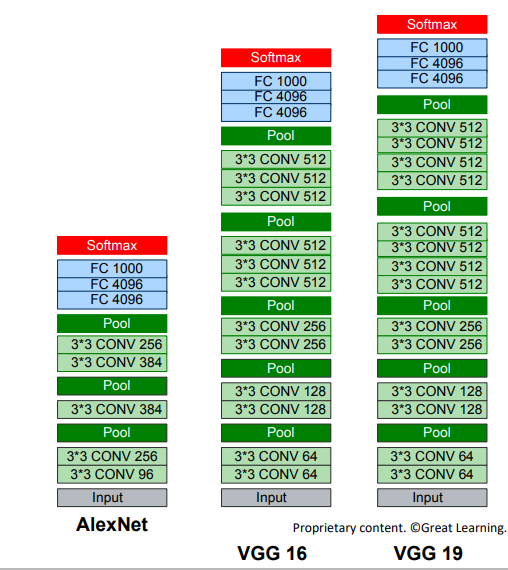 Softmax
FC 1000
FC 4096
FC 4096
Pool
3*3 CONV 256
3*3 CONV 384
Pool
3*3 CONV 384
Pool
3*3 CONV 256
3*3 CONV 96
Input
AlexNet
Softmax
FC 1000
FC 4096
FC 4096
Pool
3*3 CONV 512
3*3 CONV 512
3*3 CONV 512
Pool
3*3 CONV 512
3*3 CONV 512
3*3 CONV 512
Pool
3*3 CONV 256
3*3 CONV 256
Pool
3*3 CONV 128
3*3 CONV 128
Pool
3*3 CONV 64
3*3 CONV 64
Input
VGG 16
Softmax
FC 1000
FC 4096
FC 4096
Pool
3*3 CONV 512
3*3 CONV 512
3*3 CONV 512
3*3 CONV 512
Pool
3*3 CONV 512
3*3 CONV 512
3*3 CONV 512
3*3 CONV 512
Pool
3*3 CONV 256
3*3 CONV 256
Pool
3*3 CONV 128
3*3 CONV 128
Pool
3*3 CONV 64
3*3 CONV 64
Input
Proprietary content. ©Great Learning.
VGG 19